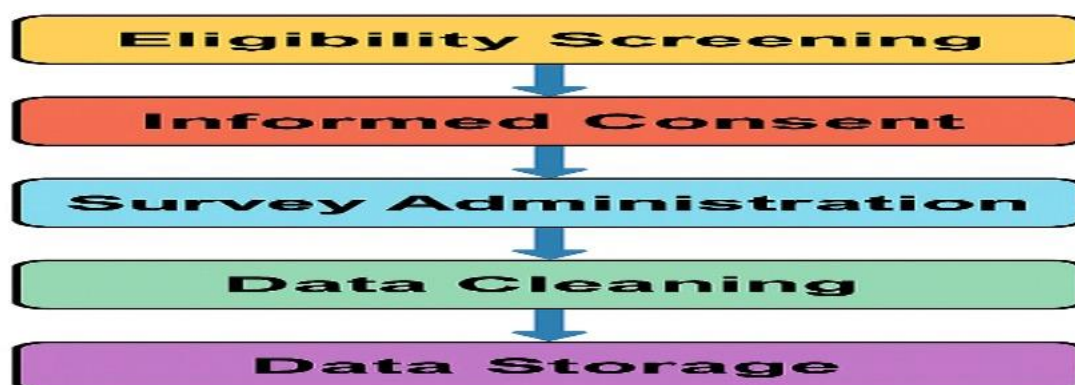 Eligibility Screening
Informed Consent
Survey Administration
Data Cleaning
Data Storage